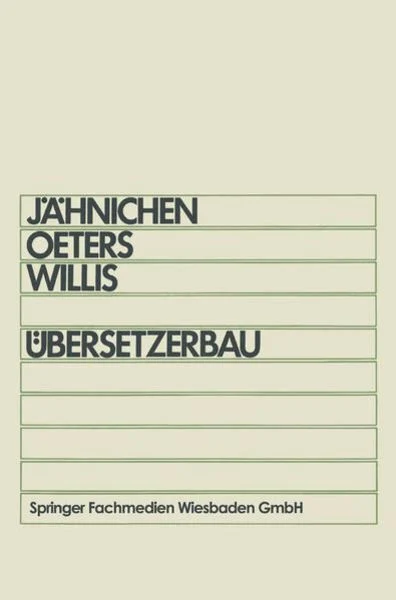 JÄHNICHEN
OETERS
WILLIS
ÜBERSETZERBAU
Springer Fachmedien Wiesbaden GmbH